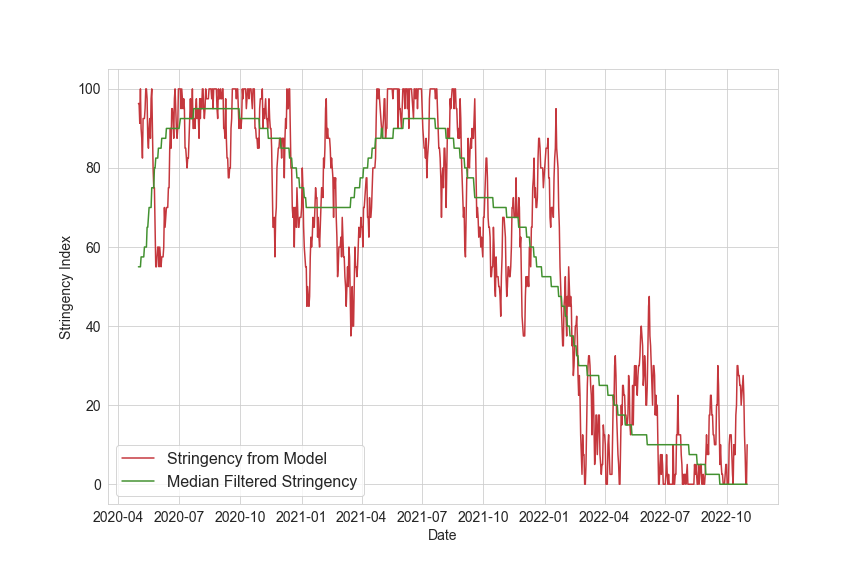 100
80
60
40
20
0
Stringency Index
Stringency from Model
Median Filtered Stringency
2020-04 2020-07 2020-10 2021-01 2021-04 2021-07 2021-10 2022-01 2022-04 2022-07 2022-10
Date